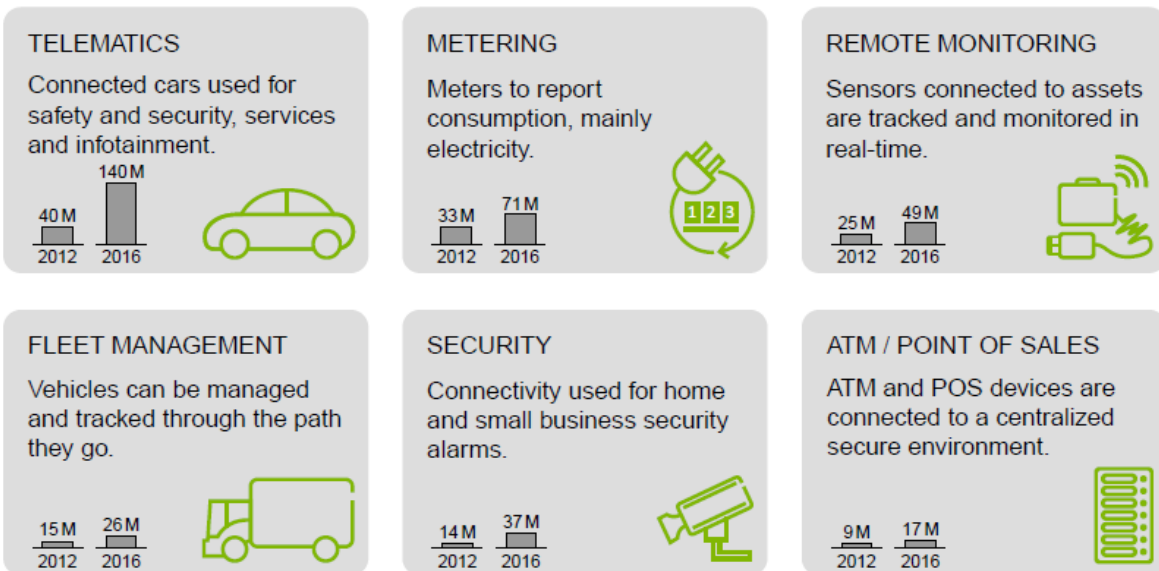 TELEMATICS
Connected cars used for
safety and security, services
and infotainment.
140 M
40 M
2012 2016
METERING
Meters to report
consumption, mainly
electricity.
71 M
33 M
2012 2016
1 2 3
REMOTE MONITORING
Sensors connected to assets
are tracked and monitored in
real-time.
49 M
25 M
2012 2016
FLEET MANAGEMENT
Vehicles can be managed
and tracked through the path
they go.
15 M 26 M
2012 2016
SECURITY
Connectivity used for home
and small business security
alarms.
37 M
14 M
2012 2016
ATM / POINT OF SALES
ATM and POS devices are
connected to a centralized
secure environment.
9 M 17 M
2012 2016